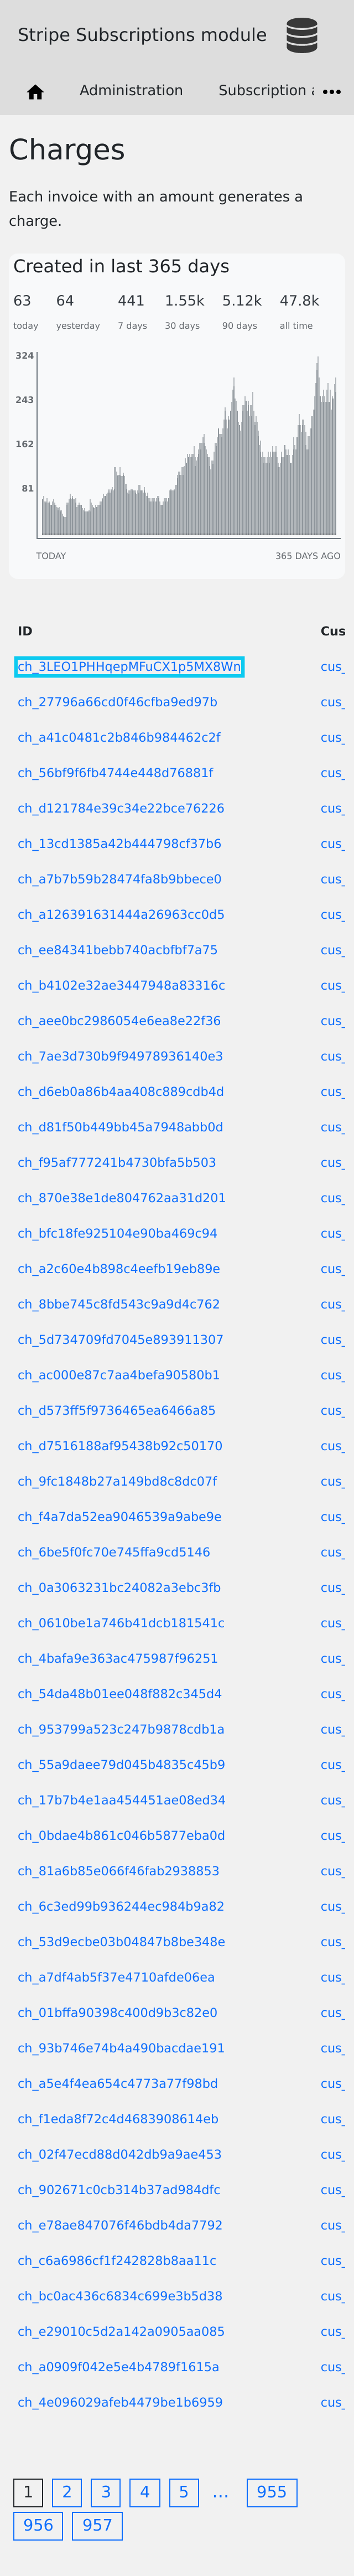 Stripe Subscriptions module
Administration Subscription a
Charges
Each invoice with an amount generates a
charge.
Created in last 365 days
63 64 441 1.55k 5.12k 47.8k
today yesterday 7 days 30 days 90 days all time
324
243
162
81
TODAY 365 DAYS AGO
ID Cus
ch_3LEO1PHHqepMFuCX1p5MX8Wn cus_
ch_27796a66cd0f46cfba9ed97b cus_
ch_a41c0481c2b846b984462c2f cus_
ch_56bf9f6fb4744e448d76881f cus_
ch_d121784e39c34e22bce76226 cus_
ch_13cd1385a42b444798cf37b6 cus_
ch_a7b7b59b28474fa8b9bbece0 cus_
ch_a126391631444a26963cc0d5 cus_
ch_ee84341bebb740acbfbf7a75 cus_
ch_b4102e32ae3447948a83316c cus_
ch_aee0bc2986054e6ea8e22f36 cus_
ch_7ae3d730b9f94978936140e3 cus_
ch_d6eb0a86b4aa408c889cdb4d cus_
ch_d81f50b449bb45a7948abb0d cus_
ch_f95af777241b4730bfa5b503 cus_
ch_870e38e1de804762aa31d201 cus_
ch_bfc18fe925104e90ba469c94 cus_
ch_a2c60e4b898c4eefb19eb89e cus_
ch_8bbe745c8fd543c9a9d4c762 cus_
ch_5d734709fd7045e893911307 cus_
ch_ac000e87c7aa4befa90580b1 cus_
ch_d573ff5f9736465ea6466a85 cus_
ch_d7516188af95438b92c50170 cus_
ch_9fc1848b27a149bd8c8dc07f cus_
ch_f4a7da52ea9046539a9abe9e cus_
ch_6be5f0fc70e745ffa9cd5146 cus_
ch_0a3063231bc24082a3ebc3fb cus_
ch_0610be1a746b41dcb181541c cus_
ch_4bafa9e363ac475987f96251 cus_
ch_54da48b01ee048f882c345d4 cus_
ch_953799a523c247b9878cdb1a cus_
ch_55a9daee79d045b4835c45b9 cus_
ch_17b7b4e1aa454451ae08ed34 cus_
ch_0bdae4b861c046b5877eba0d cus_
ch_81a6b85e066f46fab2938853 cus_
ch_6c3ed99b936244ec984b9a82 cus_
ch_53d9ecbe03b04847b8be348e cus_
ch_a7df4ab5f37e4710afde06ea cus_
ch_01bffa90398c400d9b3c82e0 cus_
ch_93b746e74b4a490bacdae191 cus_
ch_a5e4f4ea654c4773a77f98bd cus_
ch_f1eda8f72c4d4683908614eb cus_
ch_02f47ecd88d042db9a9ae453 cus_
ch_902671c0cb314b37ad984dfc cus_
ch_e78ae847076f46bdb4da7792 cus_
ch_c6a6986cf1f242828b8aa11c cus_
ch_bc0ac436c6834c699e3b5d38 cus_
ch_e29010c5d2a142a0905aa085 cus_
ch_a0909f042e5e4b4789f1615a cus_
ch_4e096029afeb4479be1b6959 cus_
1 2 3 4 5 … 955
956 957